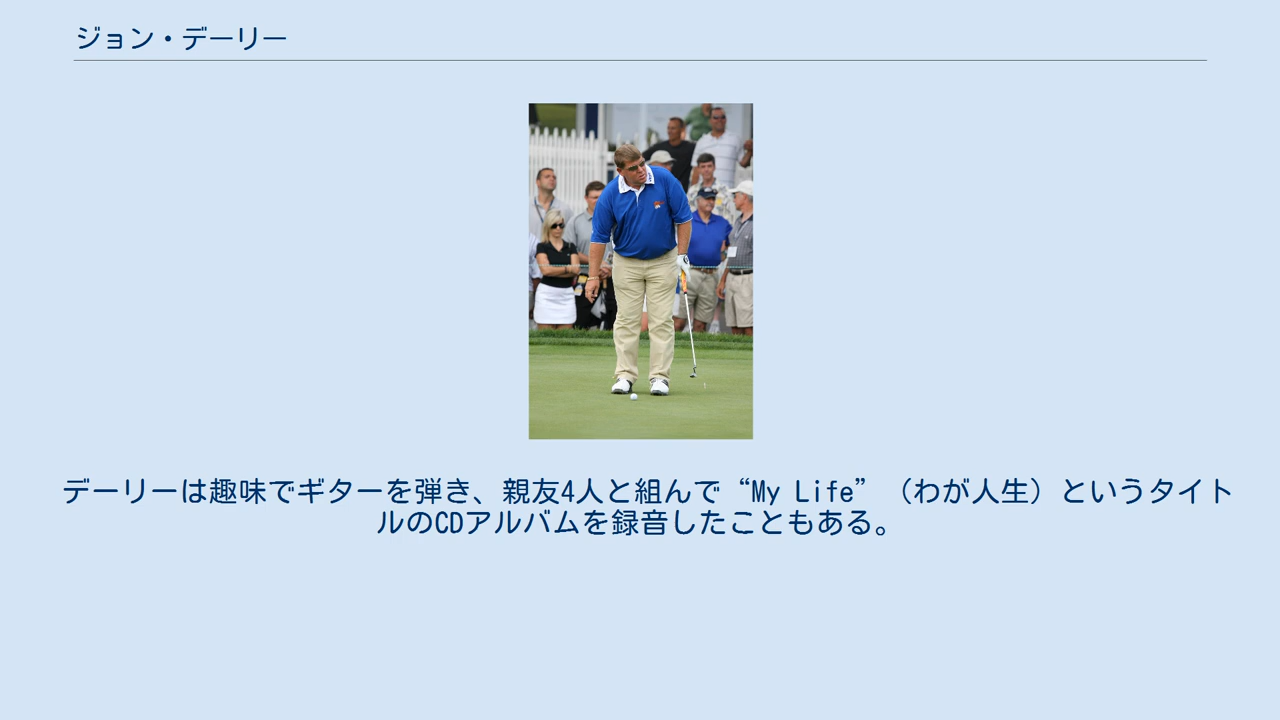 ジョン・デーリー
デーリーは趣味でギターを弾き、親友4人と組んで“My Life”（わが人生）というタイト
ルのCDアルバムを録音したこともある。